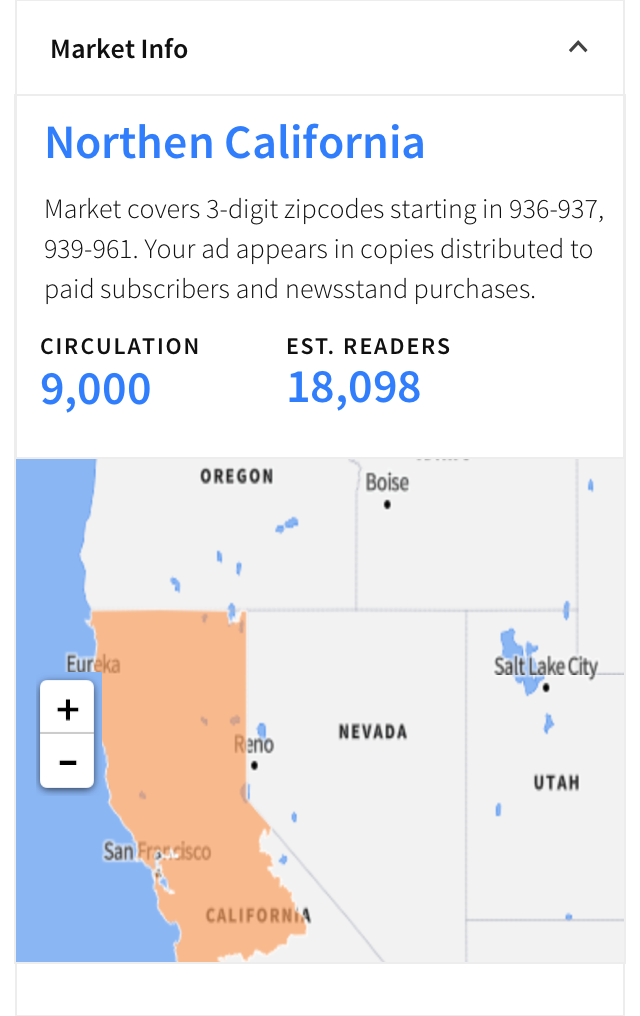 Market Info
Northen California
Market covers 3-digit zipcodes starting in 936-937,
939-961. Your ad appears in copies distributed to
paid subscribers and newsstand purchases.
CIRCULATION EST. READERS
9,000 18,098
OREGON
Boise
Eureka
Salt Lake City
+
Reno
NEVADA
−
UTAH
San Francisco
CALIFORNIA